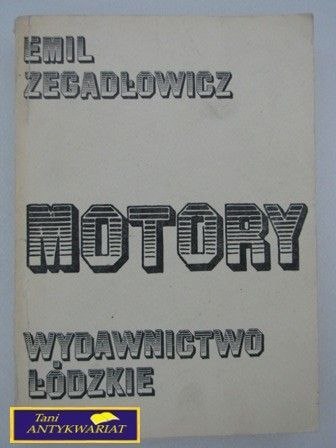 EMIL
ZEGADŁOWICZ
MOTORY
WYDAWNICTWO
ŁÓDZKIE
Tani
ANTYKWARIAT